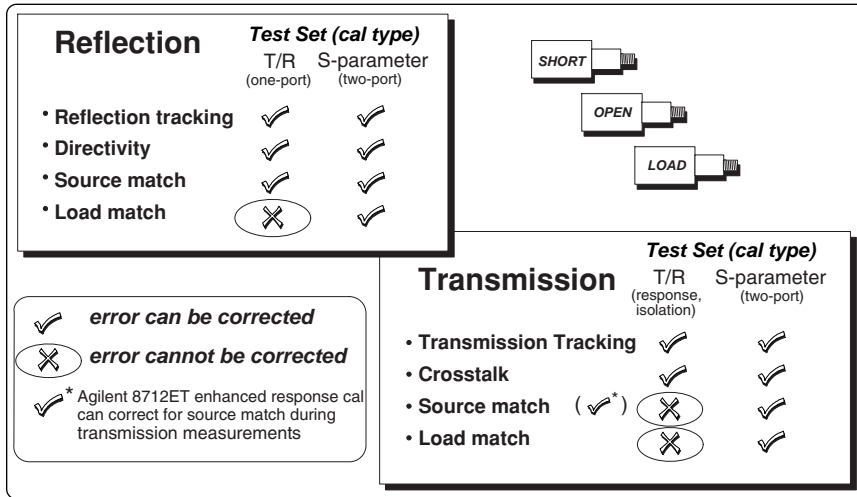 Reflection
Test Set (cal type)
T/R S-parameter
(one-port) (two-port)
• Reflection tracking
• Directivity
• Source match
• Load match
SHORT
OPEN
LOAD
Transmission
Test Set (cal type)
T/R S-parameter
(response, (two-port)
isolation)
• Transmission Tracking
• Crosstalk
• Source match ( *)
• Load match
error can be corrected
error cannot be corrected
* Agilent 8712ET enhanced response cal
can correct for source match during
transmission measurements